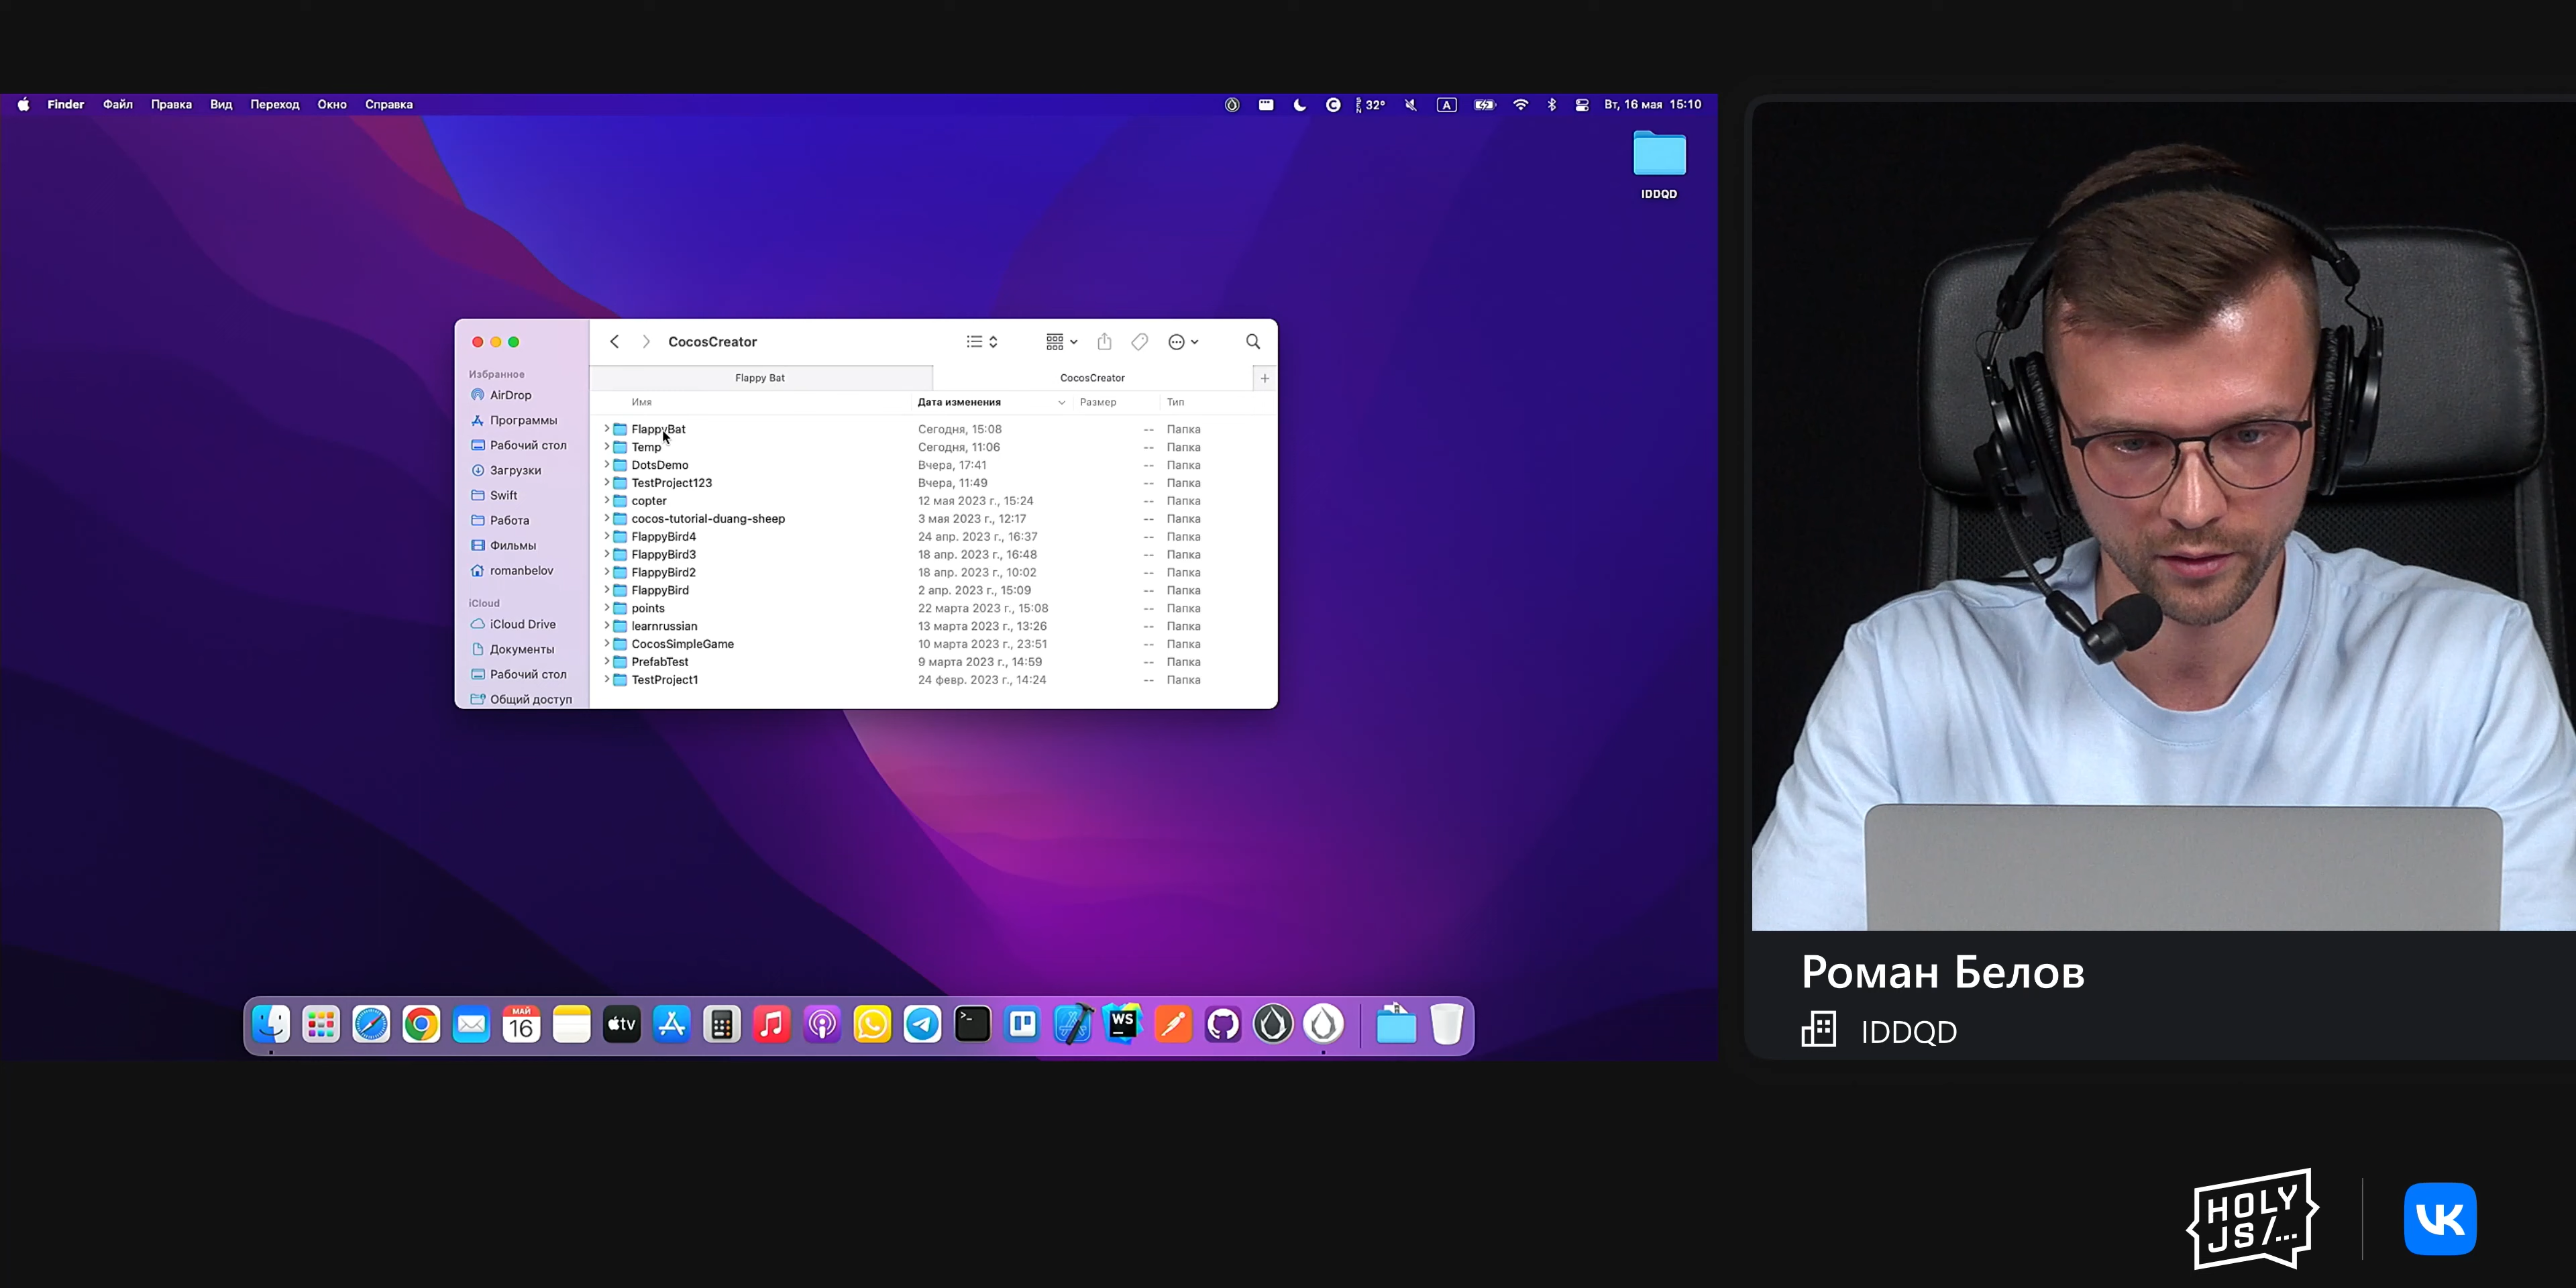 Finder Файл Правка Вид Переход Окно Справка
32° A Вт, 16 мая 15:10
IDDQD
CocosCreator
Flappy Bat CocosCreator
Избранное
AirDrop
Программы
Рабочий стол
Загрузки
Swift
Работа
Фильмы
romanbelov
iCloud
iCloud Drive
Документы
Рабочий стол
Общий доступ
Имя Дата изменения Размер Тип
FlappyBat Сегодня, 15:08 -- Папка
Temp Сегодня, 11:06 -- Папка
DotsDemo Вчера, 17:41 -- Папка
TestProject123 Вчера, 11:49 -- Папка
copter 12 мая 2023 г., 15:24 -- Папка
cocos-tutorial-duang-sheep 3 мая 2023 г., 12:17 -- Папка
FlappyBird4 24 апр. 2023 г., 16:37 -- Папка
FlappyBird3 18 апр. 2023 г., 16:48 -- Папка
FlappyBird2 18 апр. 2023 г., 10:02 -- Папка
FlappyBird 2 апр. 2023 г., 15:09 -- Папка
points 22 марта 2023 г., 15:08 -- Папка
learnrussian 13 марта 2023 г., 13:26 -- Папка
CocosSimpleGame 10 марта 2023 г., 23:51 -- Папка
PrefabTest 9 марта 2023 г., 14:59 -- Папка
TestProject1 24 февр. 2023 г., 14:24 -- Папка
МАЙ
16
tv
WS
Роман Белов
IDDQD
HOLY
JS/...
VK